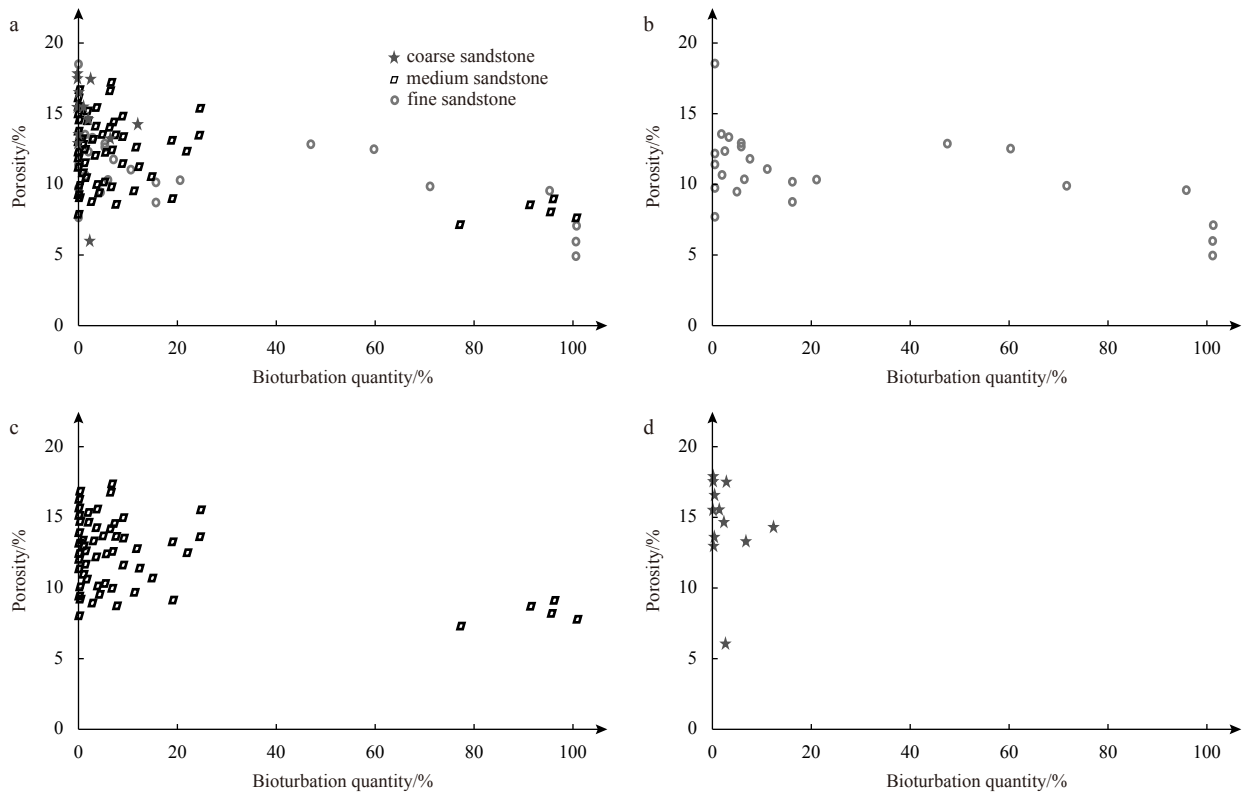 a
20
15
10
5
0
Porosity/%
0 20 40 60 80 100
Bioturbation quantity/%
coarse sandstone
medium sandstone
fine sandstone
b
20
15
10
5
0
Porosity/%
0 20 40 60 80 100
Bioturbation quantity/%
c
20
15
10
5
0
Porosity/%
0 20 40 60 80 100
Bioturbation quantity/%
d
20
15
10
5
0
Porosity/%
0 20 40 60 80 100
Bioturbation quantity/%